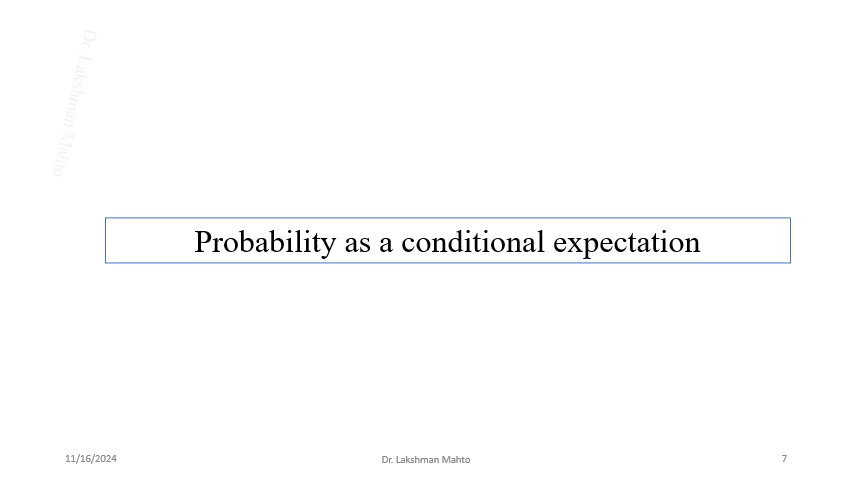 Dr. Lakshman Mahto
Probability as a conditional expectation
11/16/2024
Dr. Lakshman Mahto
7